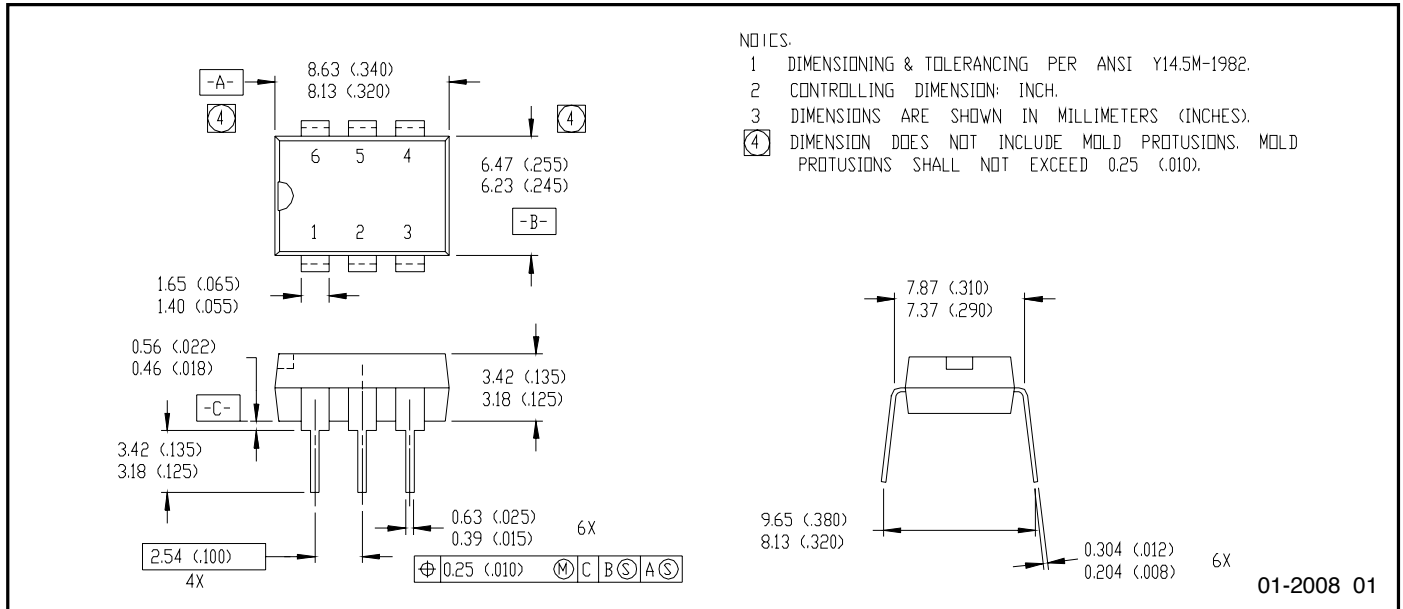 -A-
8.63 (.340)
8.13 (.320)
4
4
6 5 4
1 2 3
6.47 (.255)
6.23 (.245)
-B-
1.65 (.065)
1.40 (.055)
0.56 (.022)
0.46 (.018)
-C-
3.42 (.135)
3.18 (.125)
3.42 (.135)
3.18 (.125)
0.63 (.025)
0.39 (.015)
6X
2.54 (.100)
4X
⌖ 0.25 (.010) Ⓜ C B Ⓢ A Ⓢ
NOICS.
1 DIMENSIONING & TOLERANCING PER ANSI Y14.5M-1982.
2 CONTROLLING DIMENSION: INCH.
3 DIMENSIONS ARE SHOWN IN MILLIMETERS (INCHES).
4 DIMENSION DOES NOT INCLUDE MOLD PROTUSIONS. MOLD
PROTUSIONS SHALL NOT EXCEED 0.25 (.010).
7.87 (.310)
7.37 (.290)
9.65 (.380)
8.13 (.320)
0.304 (.012)
0.204 (.008)
6X
01-2008 01